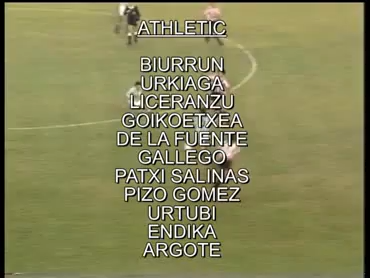 ATHLETIC
BIURRUN
URKIAGA
LICERANZU
GOIKOETXEA
DE LA FUENTE
GALLEGO
PATXI SALINAS
PIZO GOMEZ
URTUBI
ENDIKA
ARGOTE